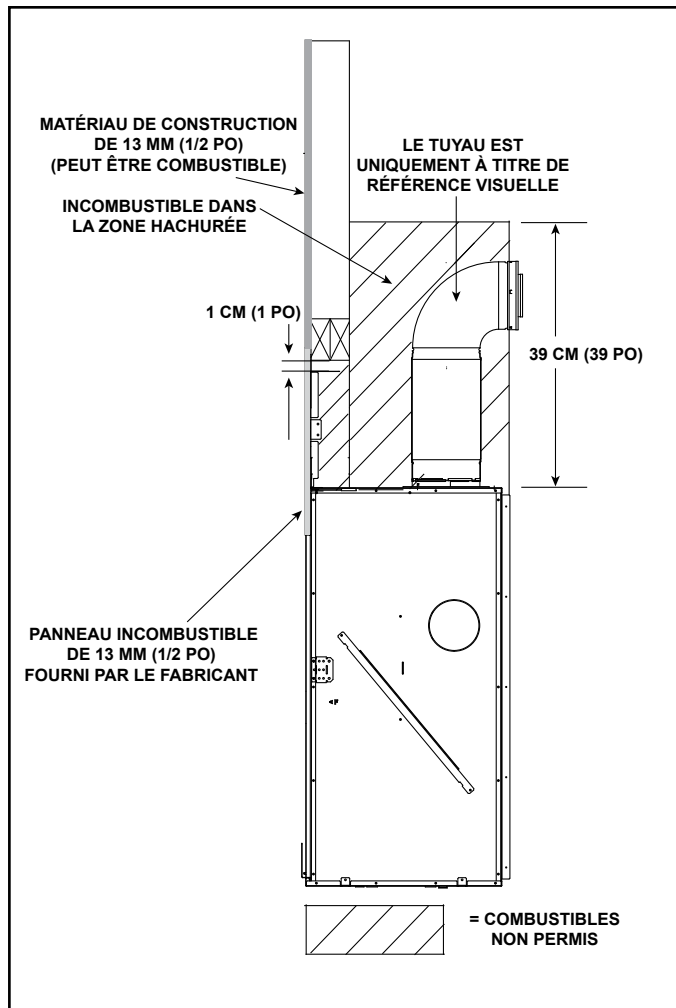 MATÉRIAU DE CONSTRUCTION
DE 13 MM (1/2 PO)
(PEUT ÊTRE COMBUSTIBLE)
LE TUYAU EST
UNIQUEMENT À TITRE DE
RÉFÉRENCE VISUELLE
INCOMBUSTIBLE DANS
LA ZONE HACHURÉE
1 CM (1 PO)
39 CM (39 PO)
PANNEAU INCOMBUSTIBLE
DE 13 MM (1/2 PO)
FOURNI PAR LE FABRICANT
F
= COMBUSTIBLES
NON PERMIS